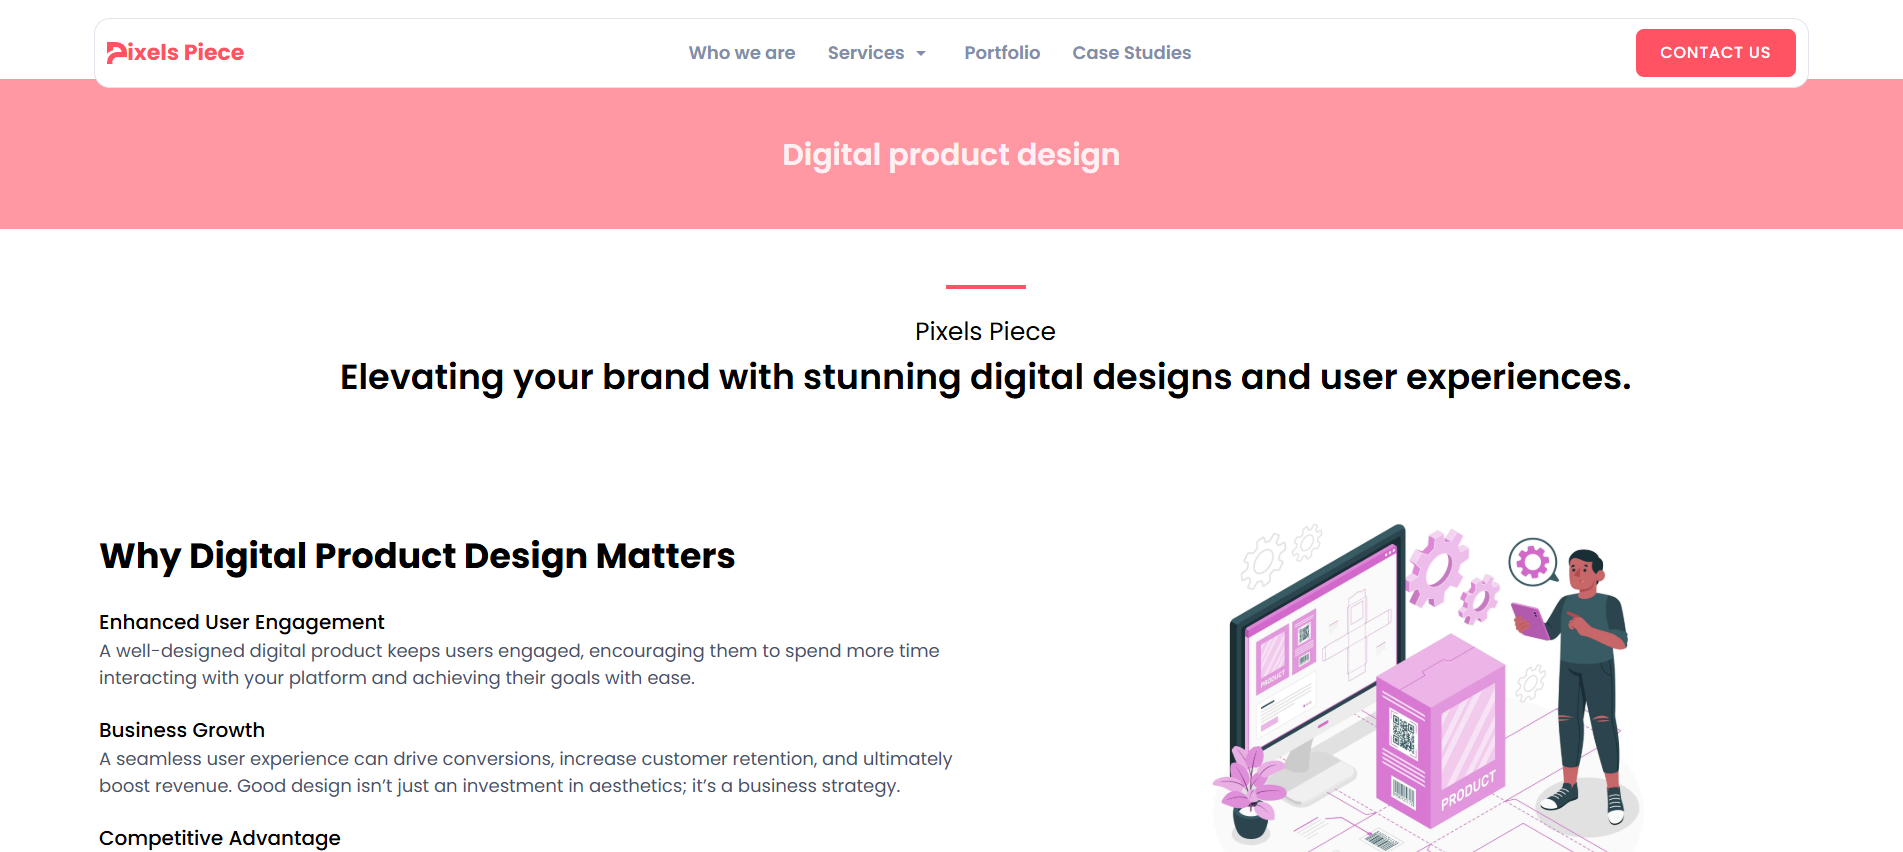 Pixels Piece
Who we are
Services
Portfolio
Case Studies
CONTACT US
Digital product design
Pixels Piece
Elevating your brand with stunning digital designs and user experiences.
Why Digital Product Design Matters
Enhanced User Engagement
A well-designed digital product keeps users engaged, encouraging them to spend more time
interacting with your platform and achieving their goals with ease.
Business Growth
A seamless user experience can drive conversions, increase customer retention, and ultimately
boost revenue. Good design isn’t just an investment in aesthetics; it’s a business strategy.
Competitive Advantage
PRODUCT
PRODUCT